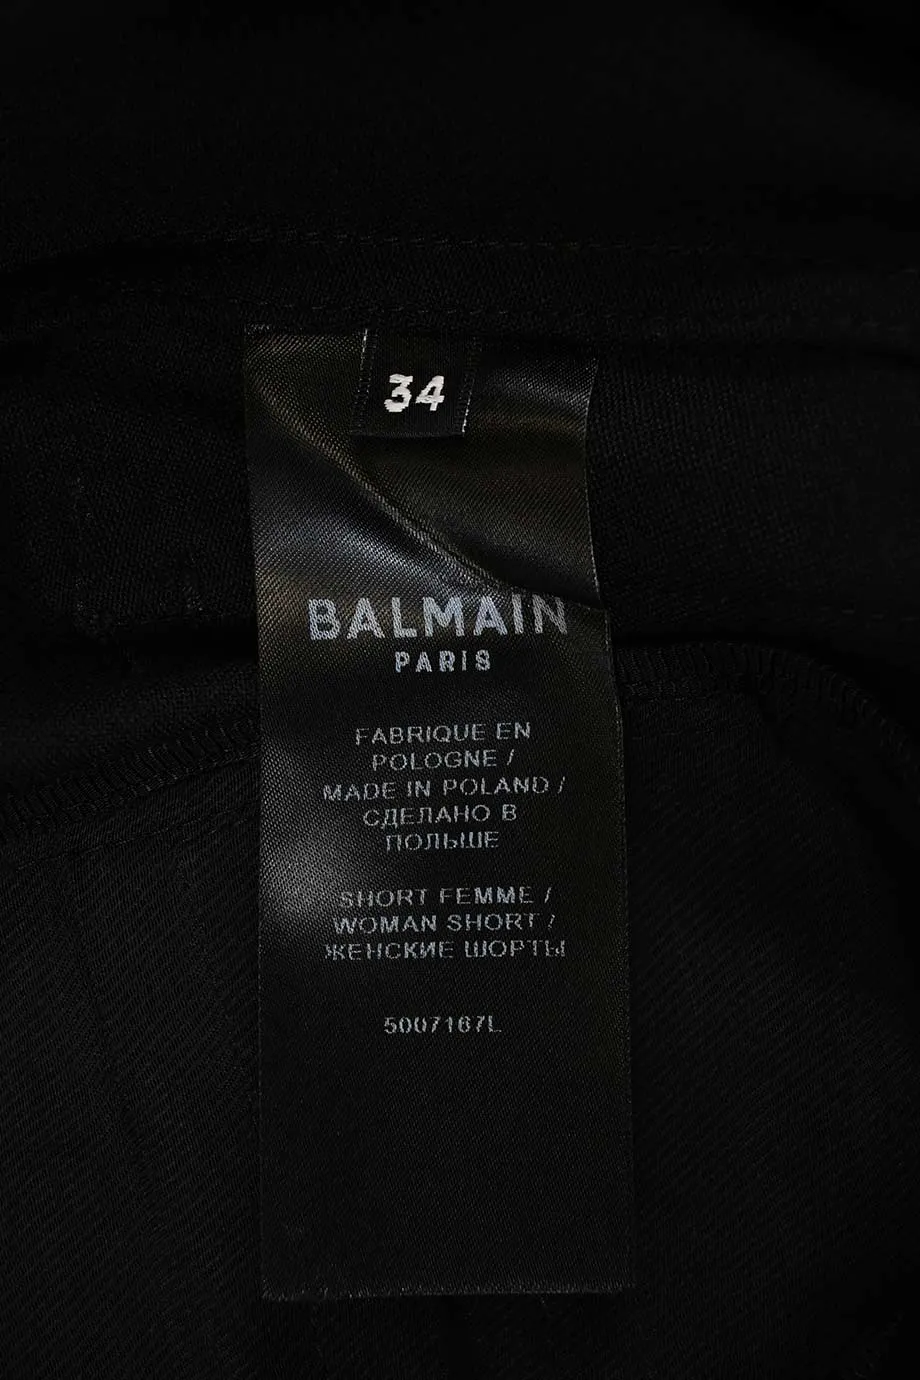 34
BALMAIN
PARIS
FABRIQUE EN
POLOGNE /
MADE IN POLAND /
СДЕЛАНО В
ПОЛЬШЕ
SHORT FEMME /
WOMAN SHORT /
ЖЕНСКИЕ ШОРТЫ
5007167L